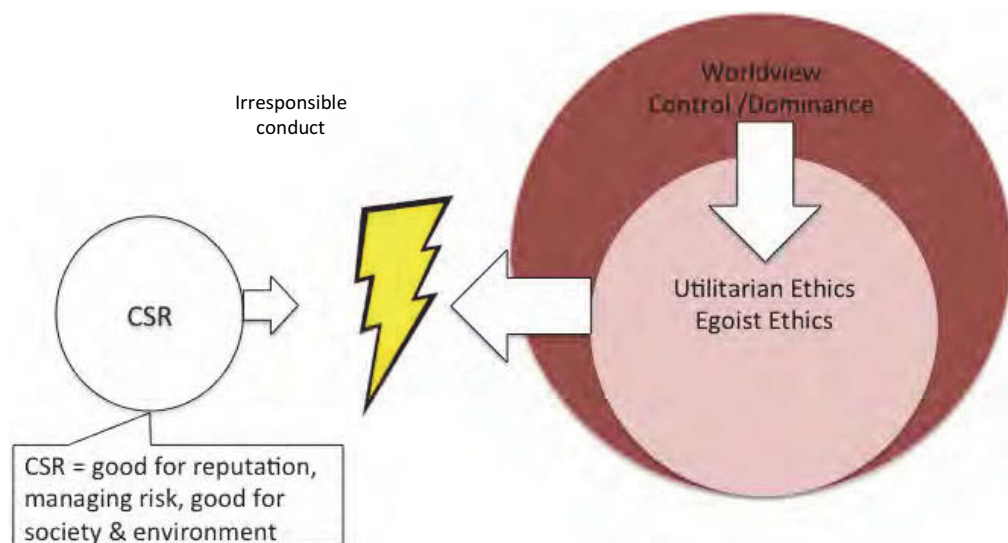 Worldview
Control /Dominance
Irresponsible
conduct
Utilitarian Ethics
Egoist Ethics
CSR
CSR = good for reputation,
managing risk, good for
society & environment